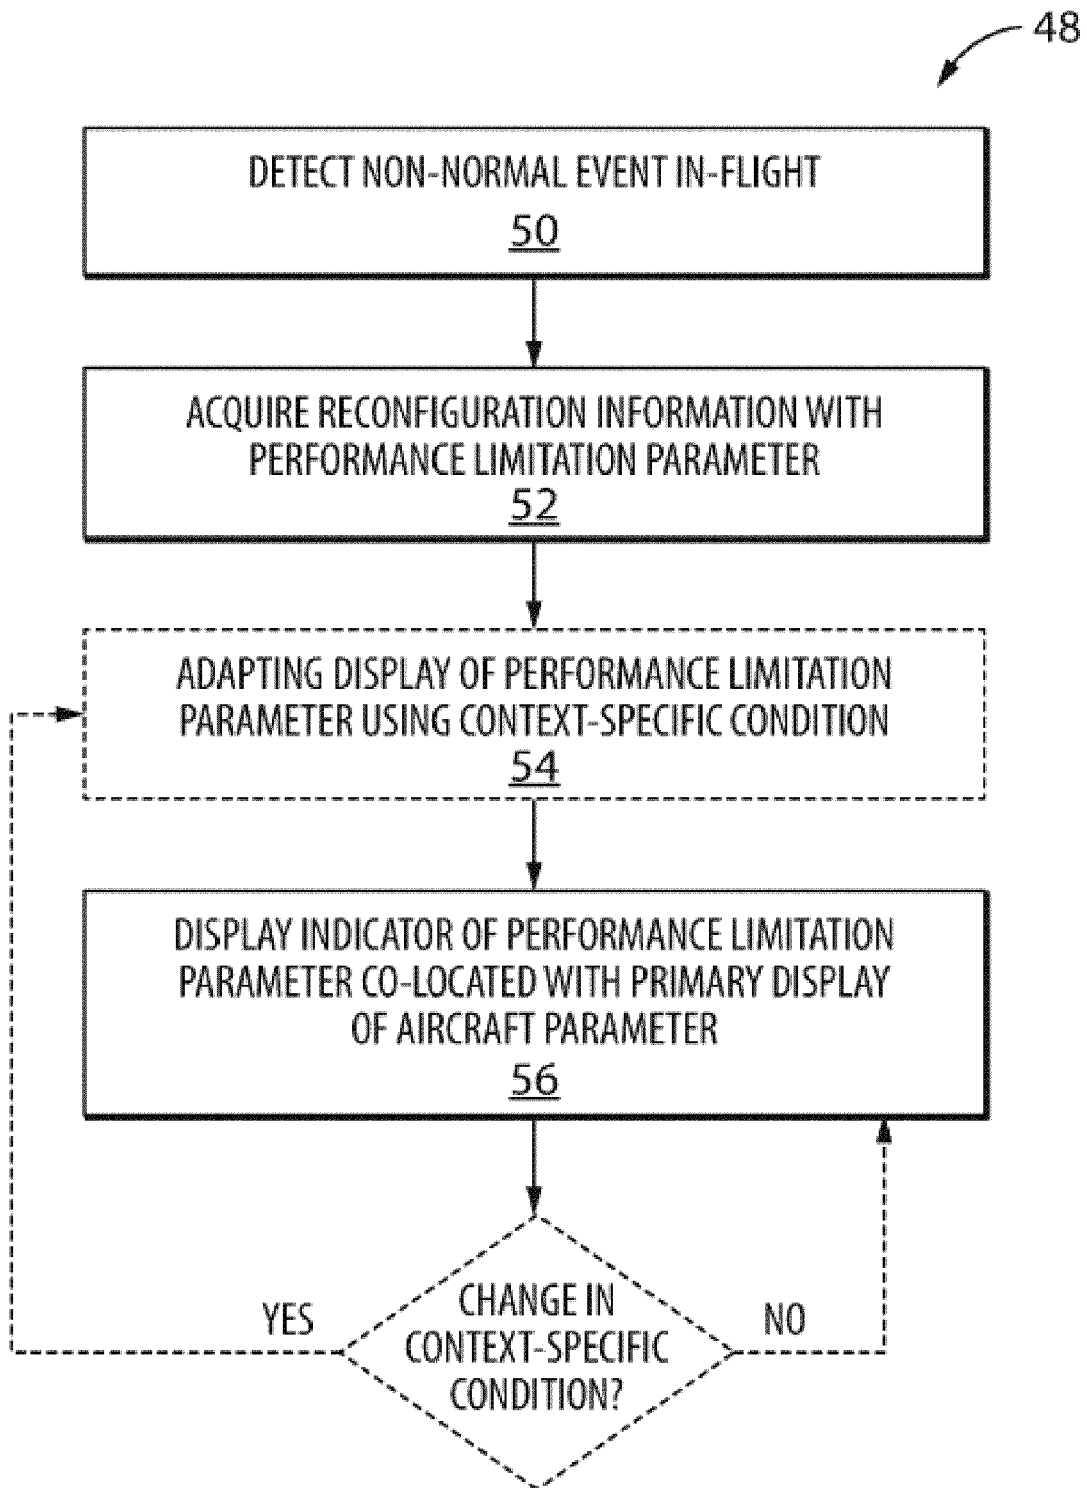 48
DETECT NON-NORMAL EVENT IN-FLIGHT
50
ACQUIRE RECONFIGURATION INFORMATION WITH
PERFORMANCE LIMITATION PARAMETER
52
ADAPTING DISPLAY OF PERFORMANCE LIMITATION
PARAMETER USING CONTEXT-SPECIFIC CONDITION
54
DISPLAY INDICATOR OF PERFORMANCE LIMITATION
PARAMETER CO-LOCATED WITH PRIMARY DISPLAY
OF AIRCRAFT PARAMETER
56
YES
CHANGE IN
CONTEXT-SPECIFIC
CONDITION?
NO